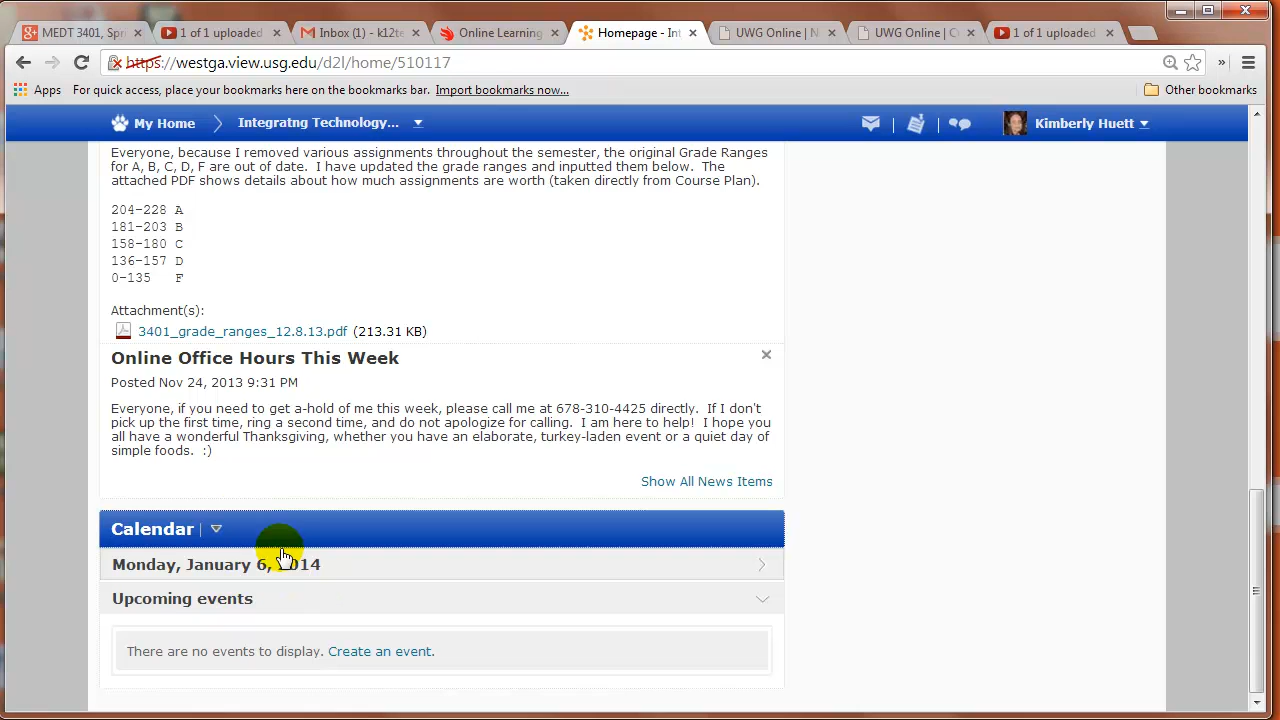 MEDT 3401, Spr
1 of 1 uploaded
Inbox (1) - k12te
Online Learning
Homepage - Int
UWG Online | N
UWG Online | C
1 of 1 uploaded
https://westga.view.usg.edu/d2l/home/510117
Apps For quick access, place your bookmarks here on the bookmarks bar. Import bookmarks now... Other bookmarks
My Home Integratng Technology... Kimberly Huett
Everyone, because I removed various assignments throughout the semester, the original Grade Ranges
for A, B, C, D, F are out of date. I have updated the grade ranges and inputted them below. The
attached PDF shows details about how much assignments are worth (taken directly from Course Plan).
204-228 A
181-203 B
158-180 C
136-157 D
0-135 F
Attachment(s):
3401_grade_ranges_12.8.13.pdf (213.31 KB)
Online Office Hours This Week
Posted Nov 24, 2013 9:31 PM
Everyone, if you need to get a-hold of me this week, please call me at 678-310-4425 directly. If I don't
pick up the first time, ring a second time, and do not apologize for calling. I am here to help! I hope you
all have a wonderful Thanksgiving, whether you have an elaborate, turkey-laden event or a quiet day of
simple foods. :)
Show All News Items
Calendar
Monday, January 6, 2014
Upcoming events
There are no events to display. Create an event.